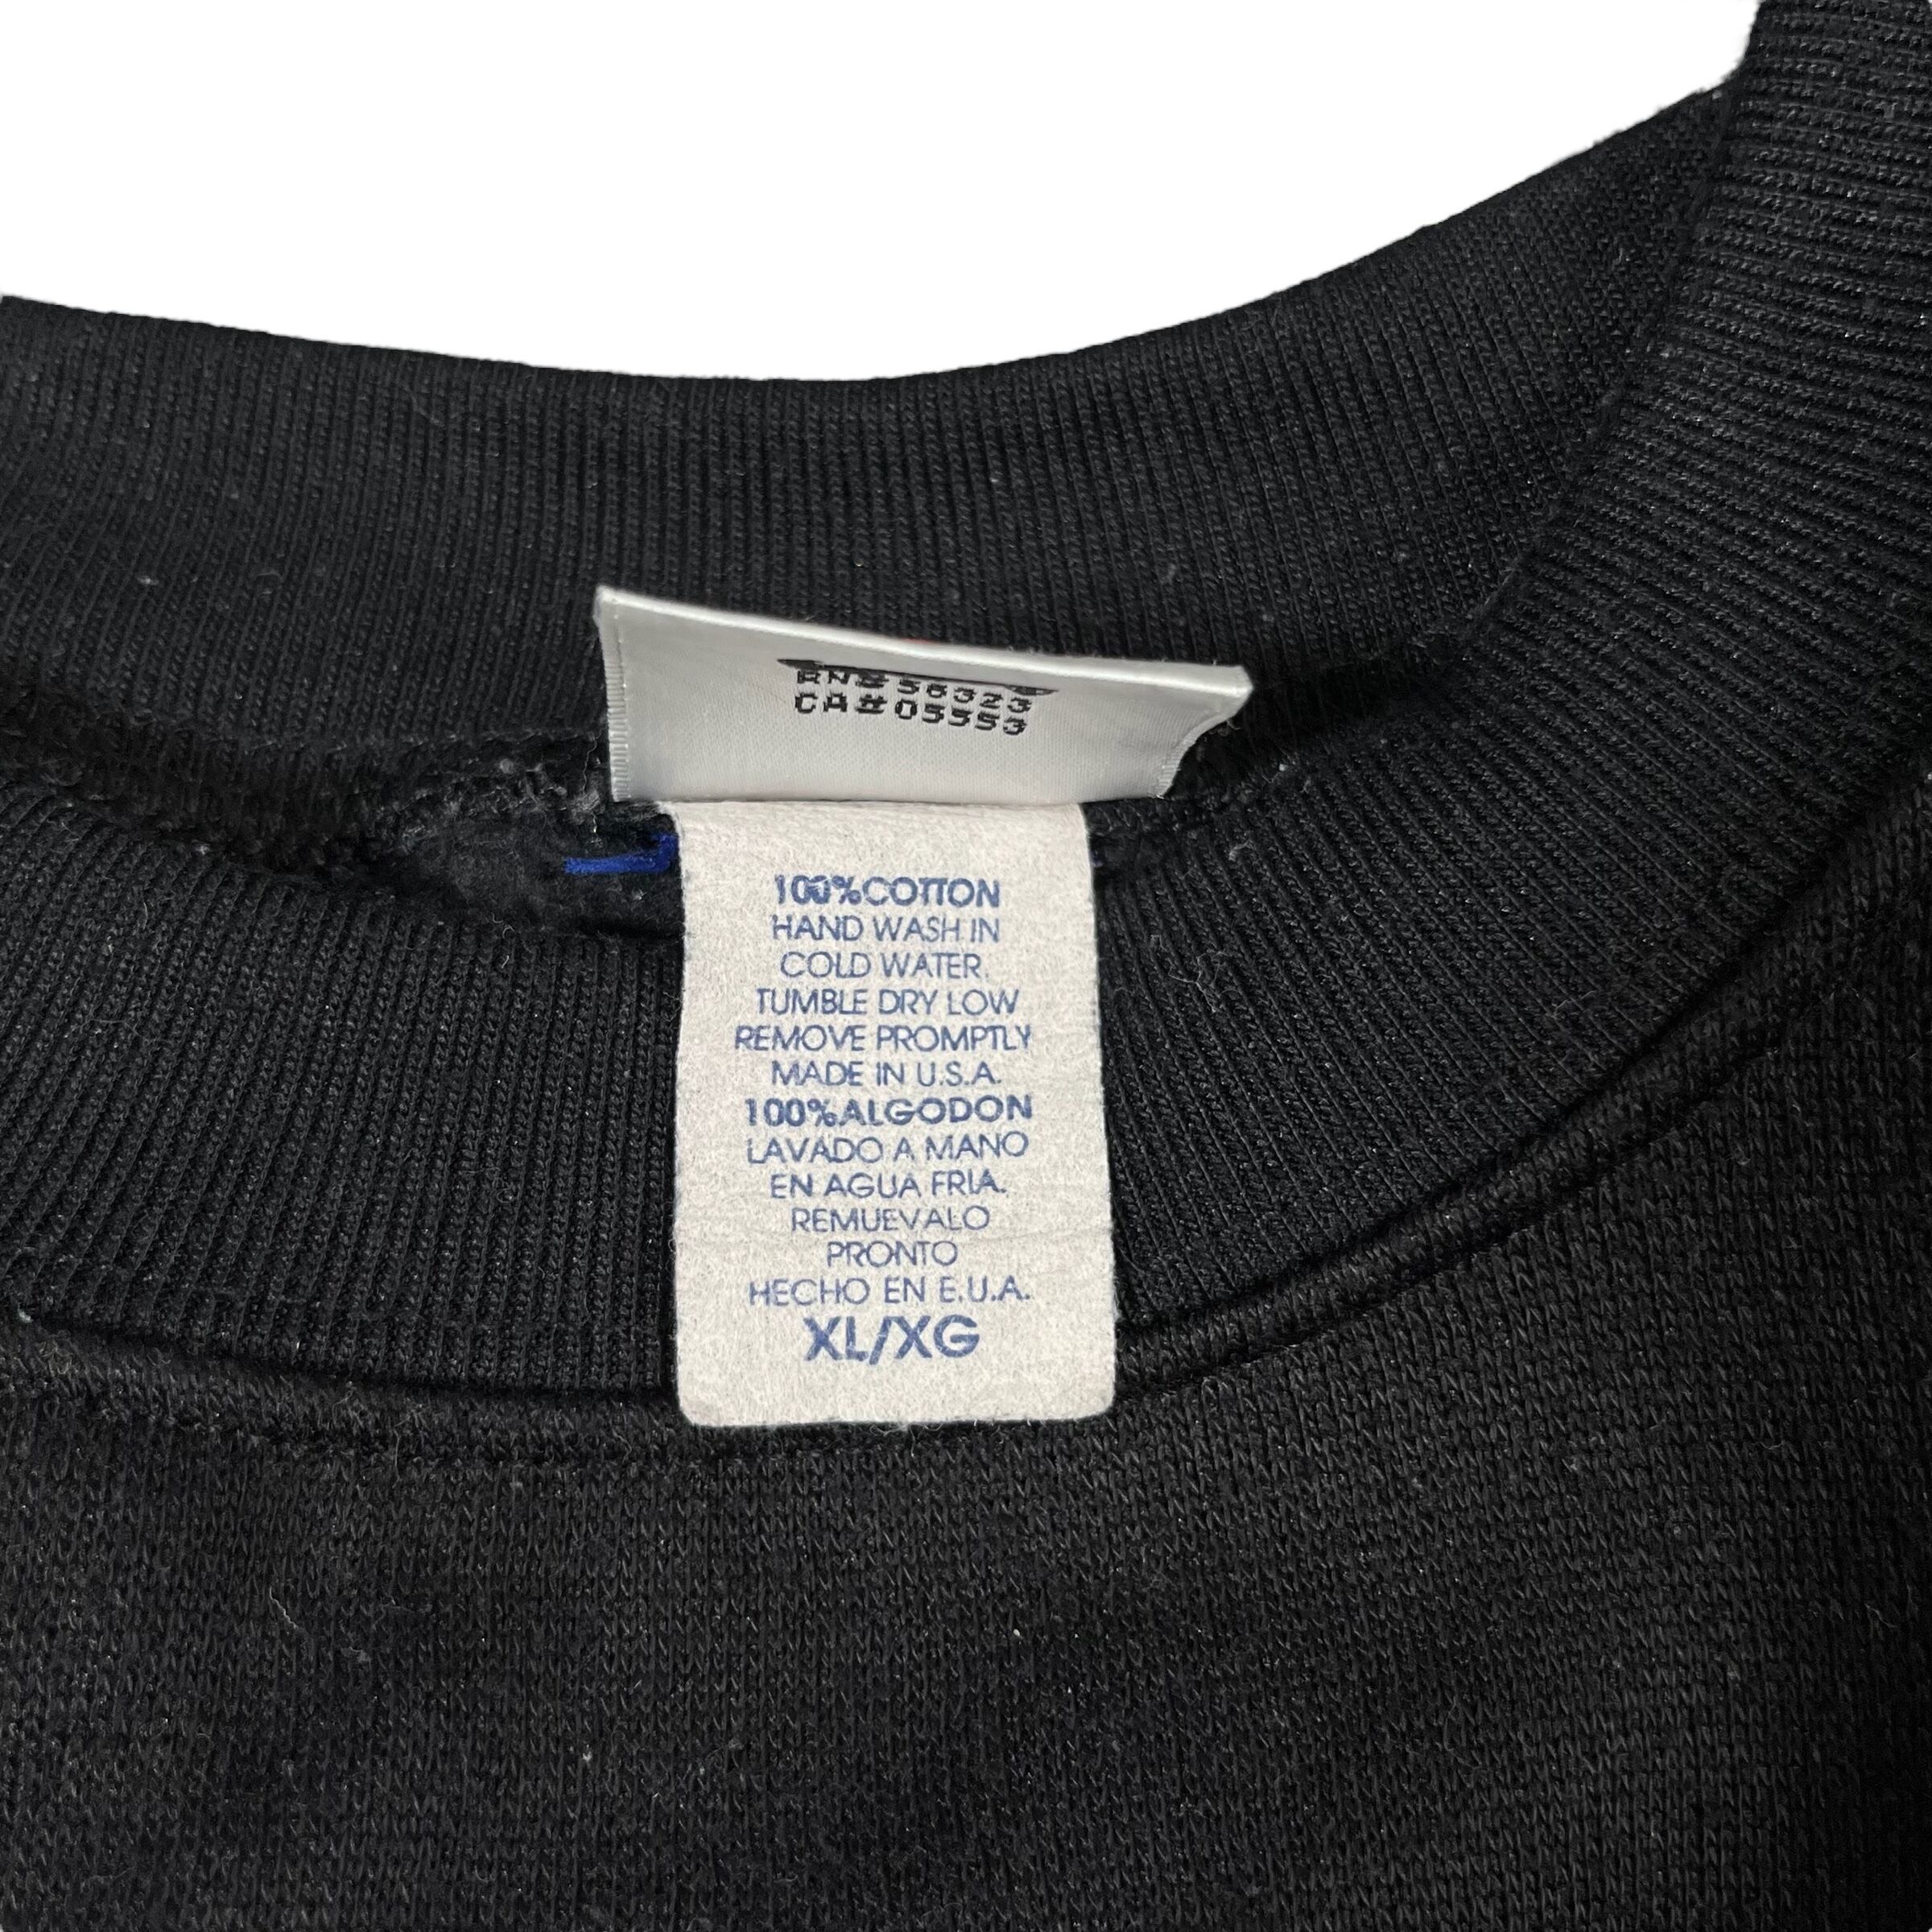 RN# 56323
CA# 05553
100%COTTON
HAND WASH IN
COLD WATER.
TUMBLE DRY LOW
REMOVE PROMPTLY
MADE IN U.S.A.
100%ALGODON
LAVADO A MANO
EN AGUA FRIA.
REMUEVALO
PRONTO
HECHO EN E.U.A.
XL/XG